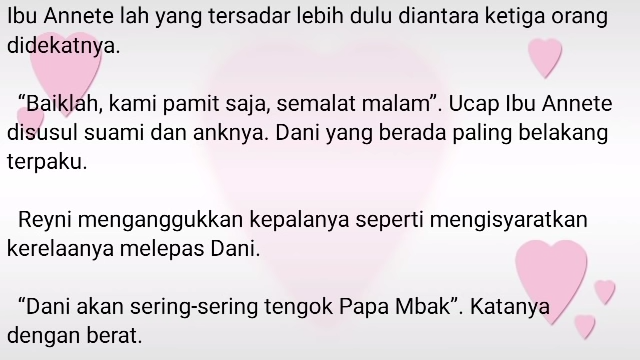 Ibu Annete lah yang tersadar lebih dulu diantara ketiga orang
didekatnya.
“Baiklah, kami pamit saja, semalat malam”. Ucap Ibu Annete
disusul suami dan anknya. Dani yang berada paling belakang
terpaku.
Reyni menganggukkan kepalanya seperti mengisyaratkan
kerelaanya melepas Dani.
“Dani akan sering-sering tengok Papa Mbak”. Katanya
dengan berat.